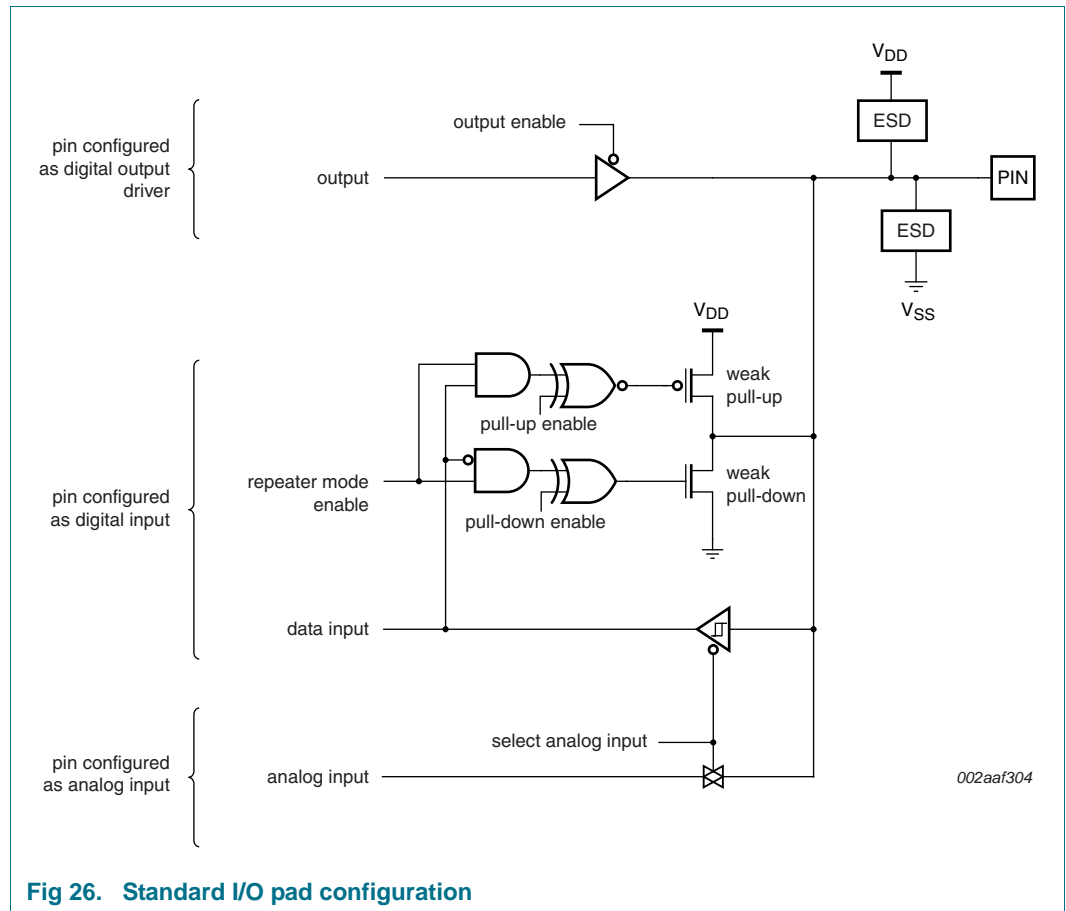 VDD
ESD
output enable
pin configured
as digital output
driver
output
PIN
ESD
VSS
VDD
weak
pull-up
pull-up enable
repeater mode
enable
weak
pull-down
pin configured
as digital input
pull-down enable
data input
select analog input
pin configured
as analog input
analog input
002aaf304
Fig 26. Standard I/O pad configuration